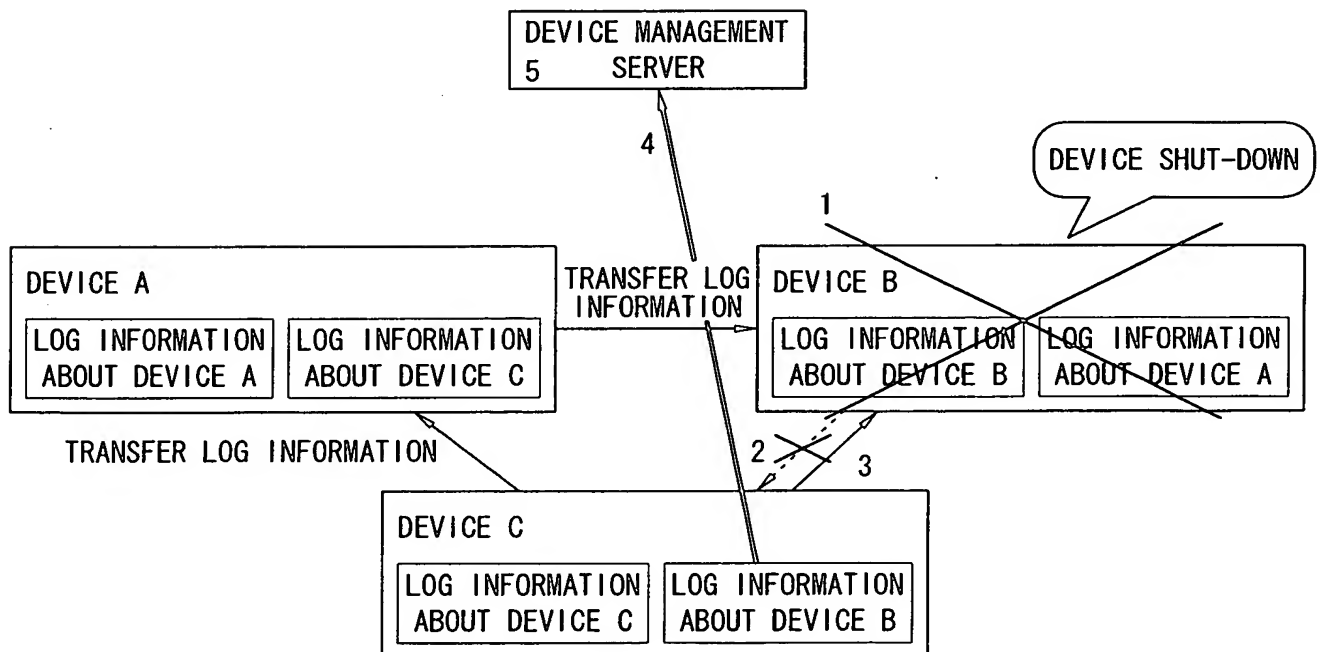 DEVICE MANAGEMENT
5 SERVER
4
DEVICE SHUT-DOWN
1
DEVICE A
TRANSFER LOG
INFORMATION
DEVICE B
LOG INFORMATION
ABOUT DEVICE A
LOG INFORMATION
ABOUT DEVICE C
LOG INFORMATION
ABOUT DEVICE B
LOG INFORMATION
ABOUT DEVICE A
TRANSFER LOG INFORMATION
2
3
DEVICE C
LOG INFORMATION
ABOUT DEVICE C
LOG INFORMATION
ABOUT DEVICE B